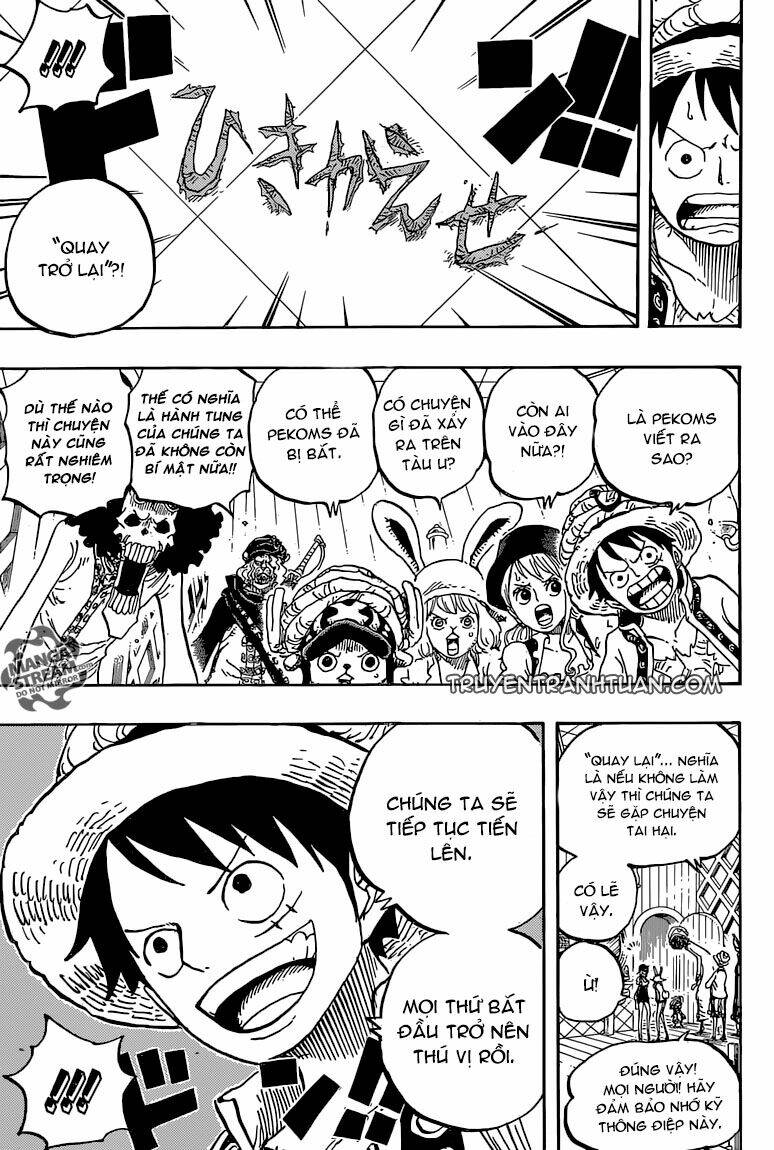 !!!!
ドン!!
ひきかえせ
"QUAY
TRỞ LẠI"?!
LÀ PEKOMS
VIẾT RA
SAO?
CÒN AI
VÀO ĐÂY
NỮA?!
CÓ CHUYỆN
GÌ ĐÃ XẢY
RA TRÊN
TÀU Ư?
CÓ THỂ
PEKOMS ĐÃ
BỊ BẮT.
THẾ CÓ NGHĨA
LÀ HÀNH TUNG
CỦA CHÚNG TA
ĐÃ KHÔNG CÒN
BÍ MẬT NỮA!!
DÙ THẾ NÀO
THÌ CHUYỆN
NÀY CŨNG
RẤT NGHIÊM
TRỌNG!
MANGA
STREAM
DO NOT MIRROR
TRUYENTRANHTUAN.COM
"QUAY LẠI"... NGHĨA
LÀ NẾU KHÔNG LÀM
VẬY THÌ CHÚNG TA
SẼ GẶP CHUYỆN
TAI HẠI.
CÓ LẼ
VẬY.
Ừ!
ĐÚNG VẬY!
MỌI NGƯỜI! HÃY
ĐẢM BẢO NHỚ KỸ
THÔNG ĐIỆP NÀY.
CHÚNG TA SẼ
TIẾP TỤC TIẾN
LÊN.
MỌI THỨ BẮT
ĐẦU TRỞ NÊN
THÚ VỊ RỒI.
!!!!
ドン!!